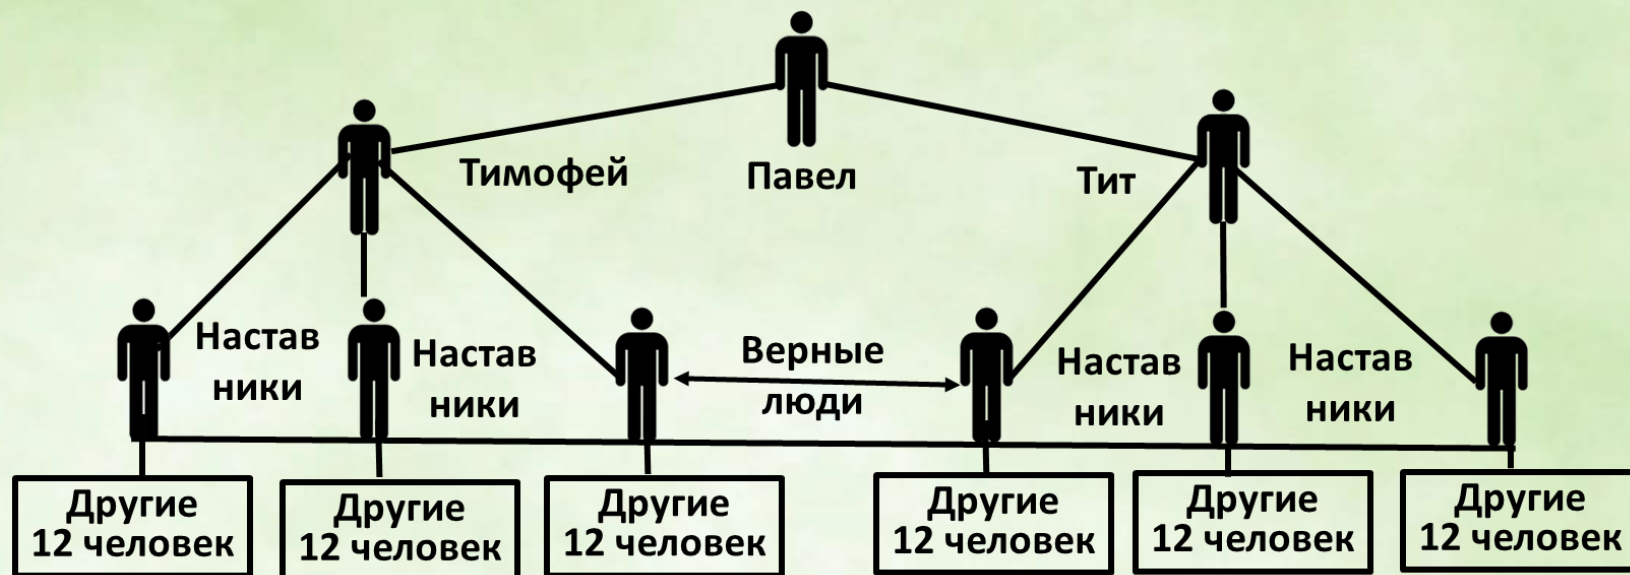 Тимофей
Павел
Тит
Настав
ники
Настав
ники
Верные
люди
Настав
ники
Настав
ники
Другие
12 человек
Другие
12 человек
Другие
12 человек
Другие
12 человек
Другие
12 человек
Другие
12 человек